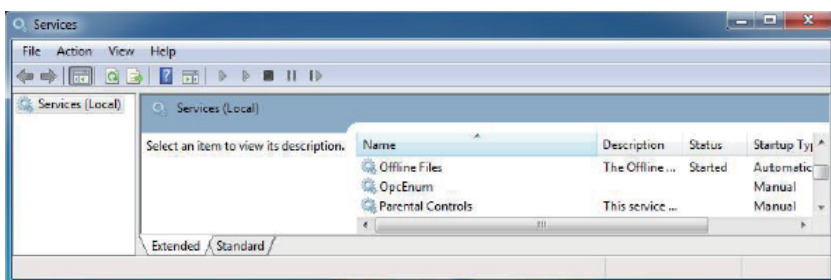 Services
File Action View Help
Services (Local)
Services (Local)
Select an item to view its description.
Name Description Status Startup Ty
Offline Files The Offline ... Started Automatic
OpcEnum Manual
Parental Controls This service ... Manual
Extended Standard